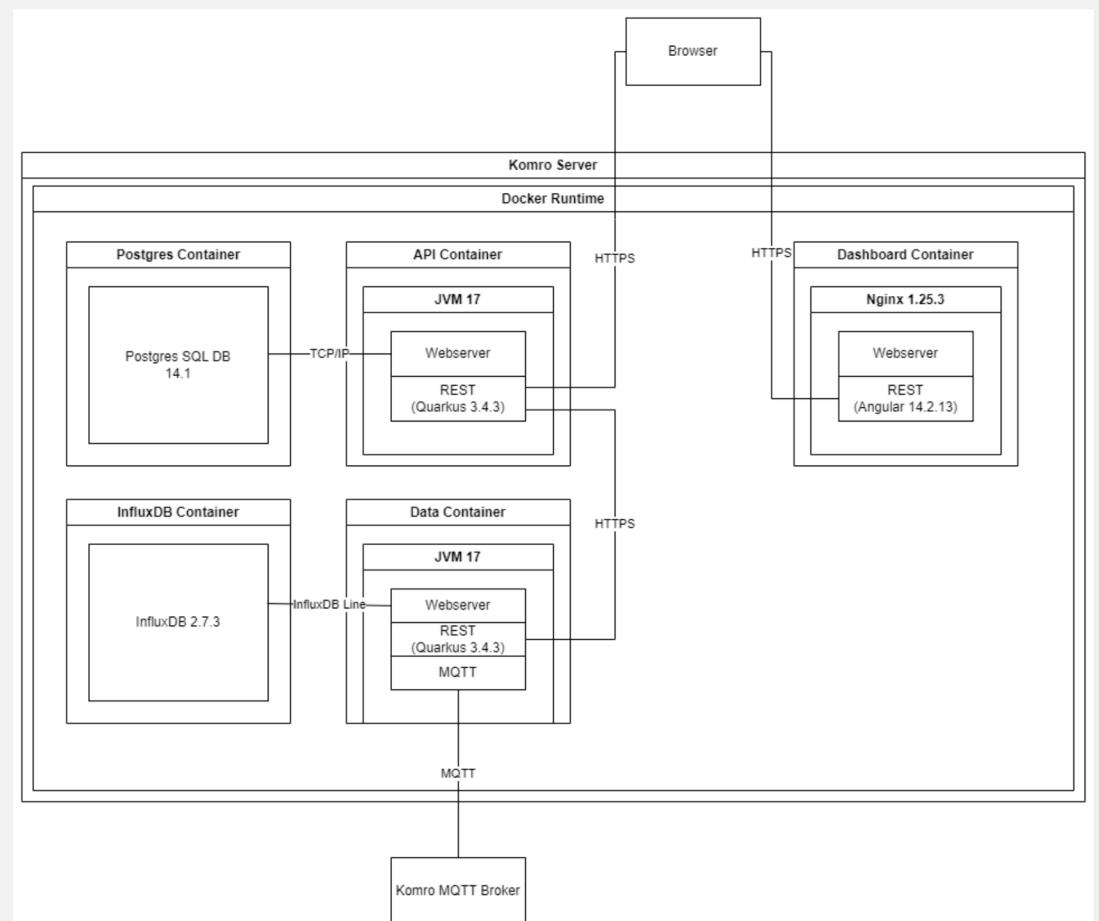 Browser
Komro Server
Docker Runtime
HTTPS
HTTPS
Postgres Container
API Container
Dashboard Container
JVM 17
Nginx 1.25.3
Postgres SQL DB
14.1
TCP/IP
Webserver
REST
(Quarkus 3.4.3)
Webserver
REST
(Angular 14.2.13)
InfluxDB Container
Data Container
HTTPS
JVM 17
InfluxDB 2.7.3
InfluxDB Line
Webserver
REST
(Quarkus 3.4.3)
MQTT
MQTT
Komro MQTT Broker